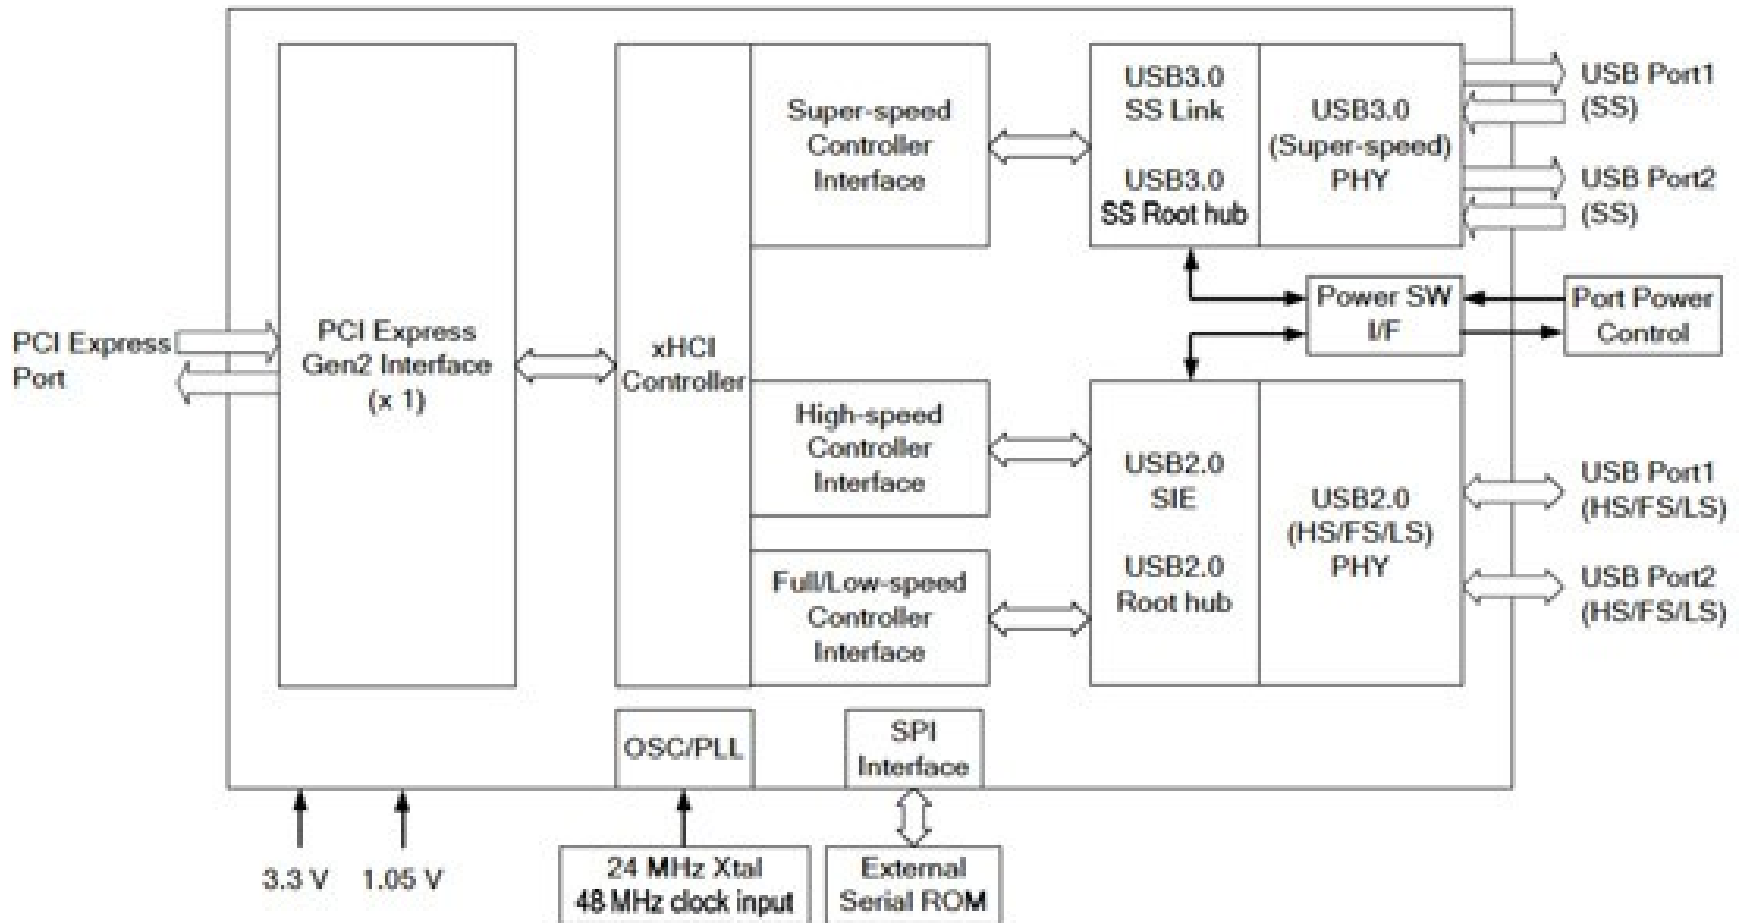 PCI Express
Port
PCI Express
Gen2 Interface
(x 1)
xHCI
Controller
Super-speed
Controller
Interface
High-speed
Controller
Interface
Full/Low-speed
Controller
Interface
USB3.0
SS Link
USB3.0
SS Root hub
USB3.0
(Super-speed)
PHY
USB Port1
(SS)
USB Port2
(SS)
Power SW
I/F
Port Power
Control
USB2.0
SIE
USB2.0
Root hub
USB2.0
(HS/FS/LS)
PHY
USB Port1
(HS/FS/LS)
USB Port2
(HS/FS/LS)
OSC/PLL
SPI
Interface
3.3 V
1.05 V
24 MHz Xtal
48 MHz clock input
External
Serial ROM